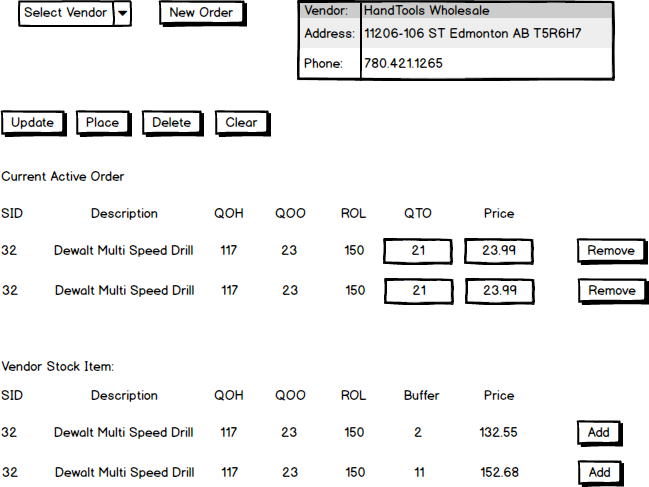 Select Vendor New Order
Vendor: HandTools Wholesale
Address: 11206-106 ST Edmonton AB T5R6H7
Phone: 780.421.1265
Update Place Delete Clear
Current Active Order
SID Description QOH QOO ROL QTO Price
32 Dewalt Multi Speed Drill 117 23 150 21 23.99 Remove
32 Dewalt Multi Speed Drill 117 23 150 21 23.99 Remove
Vendor Stock Item:
SID Description QOH QOO ROL Buffer Price
32 Dewalt Multi Speed Drill 117 23 150 2 132.55 Add
32 Dewalt Multi Speed Drill 117 23 150 11 152.68 Add